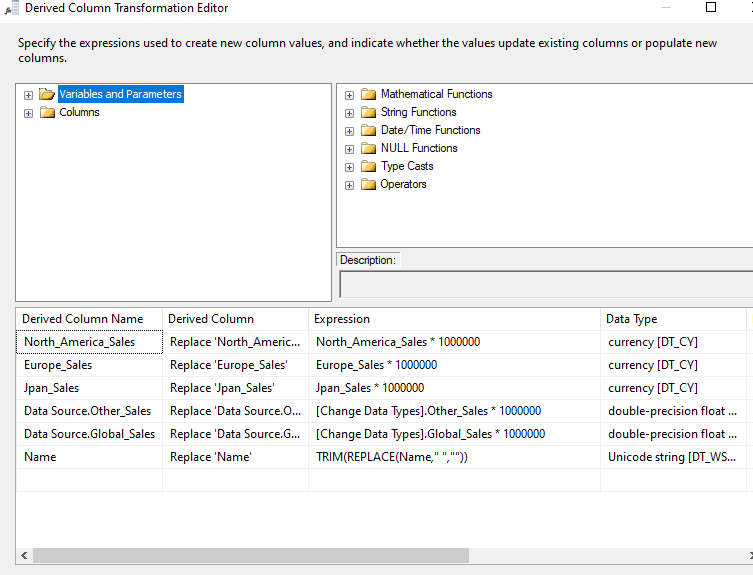 Derived Column Transformation Editor
Specify the expressions used to create new column values, and indicate whether the values update existing columns or populate new
columns.
Variables and Parameters
Columns
Mathematical Functions
String Functions
Date/Time Functions
NULL Functions
Type Casts
Operators
Description:
Derived Column Name Derived Column Expression Data Type
North_America_Sales Replace 'North_Americ... North_America_Sales * 1000000 currency [DT_CY]
Europe_Sales Replace 'Europe_Sales' Europe_Sales * 1000000 currency [DT_CY]
Jpan_Sales Replace 'Jpan_Sales' Jpan_Sales * 1000000 currency [DT_CY]
Data Source.Other_Sales Replace 'Data Source.O... [Change Data Types].Other_Sales * 1000000 double-precision float ...
Data Source.Global_Sales Replace 'Data Source.G... [Change Data Types].Global_Sales * 1000000 double-precision float ...
Name Replace 'Name' TRIM(REPLACE(Name," ","")) Unicode string [DT_WS...